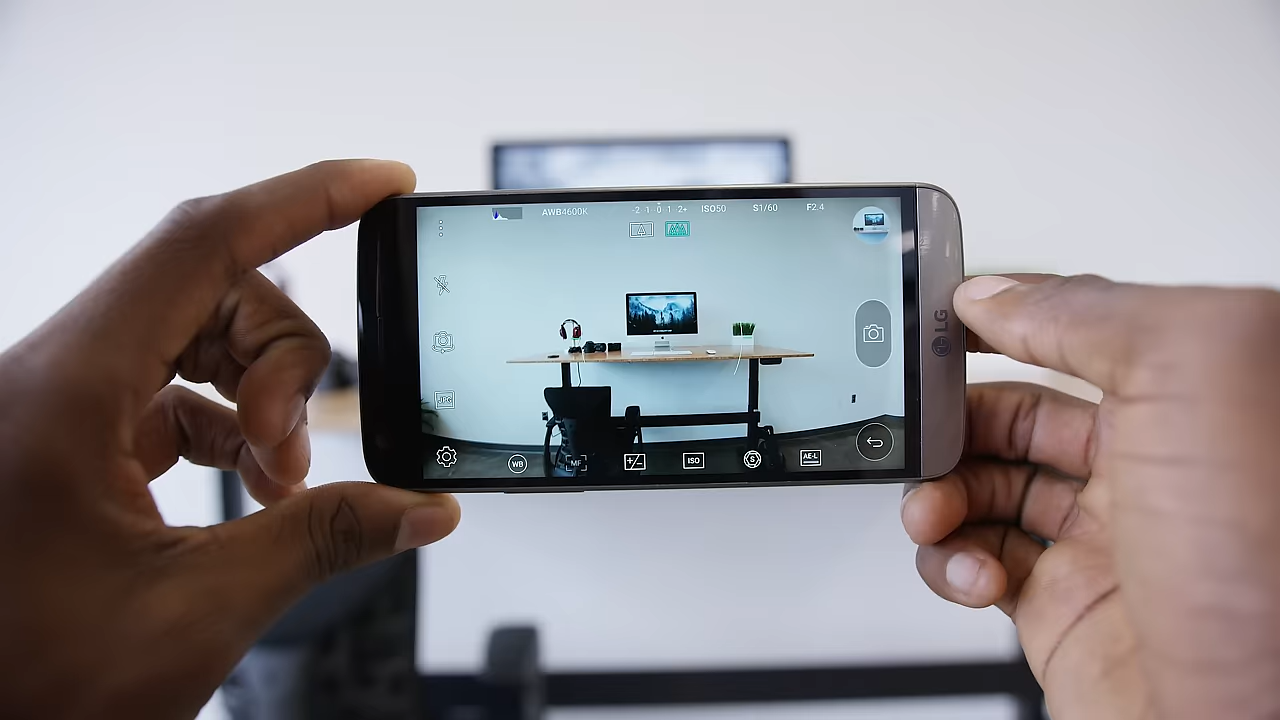 AWB4600K -2 1 0 1 2+ ISO50 S1/60 F2.4
A
LG
WB MF +/- ISO S AE-L